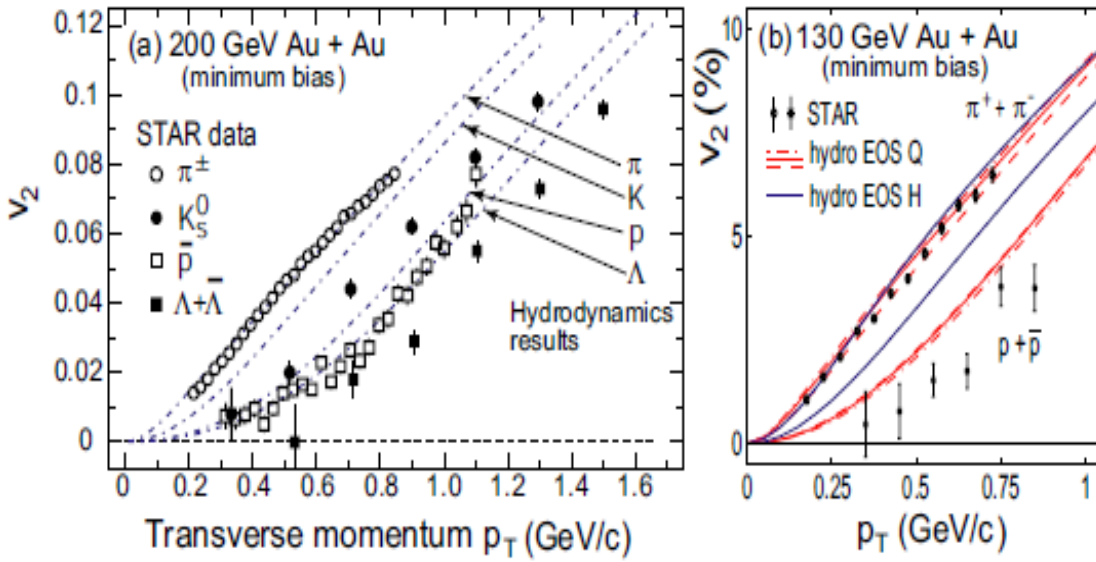 (a) 200 GeV Au + Au
(minimum bias)
STAR data
π±
K⁰ₛ
p̄
Λ+Λ̄
π
K
p
Λ
Hydrodynamics
results
v₂
0.12
0.1
0.08
0.06
0.04
0.02
0
0 0.2 0.4 0.6 0.8 1.0 1.2 1.4 1.6
Transverse momentum p_T (GeV/c)
(b) 130 GeV Au + Au
(minimum bias)
π⁺ + π⁻
STAR
hydro EOS Q
hydro EOS H
p + p̄
v₂ (%)
10
5
0
0 0.25 0.5 0.75 1
p_T (GeV/c)